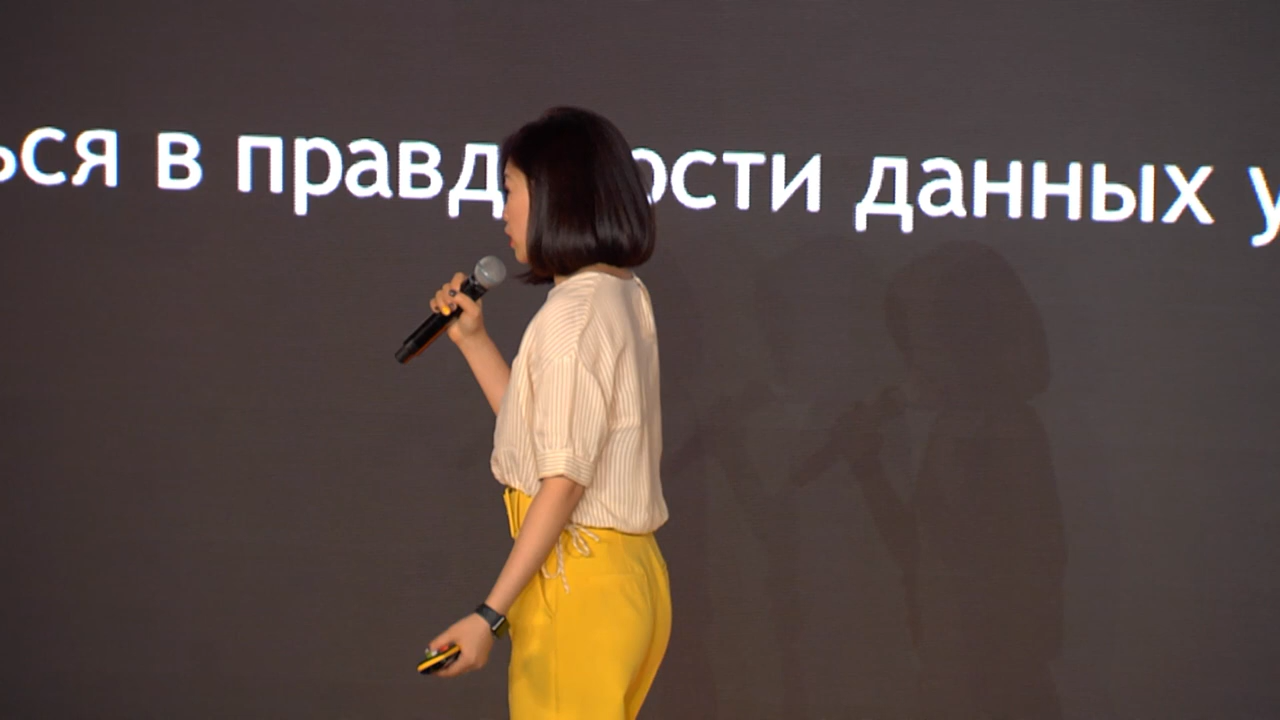 ься в правд ости данных у